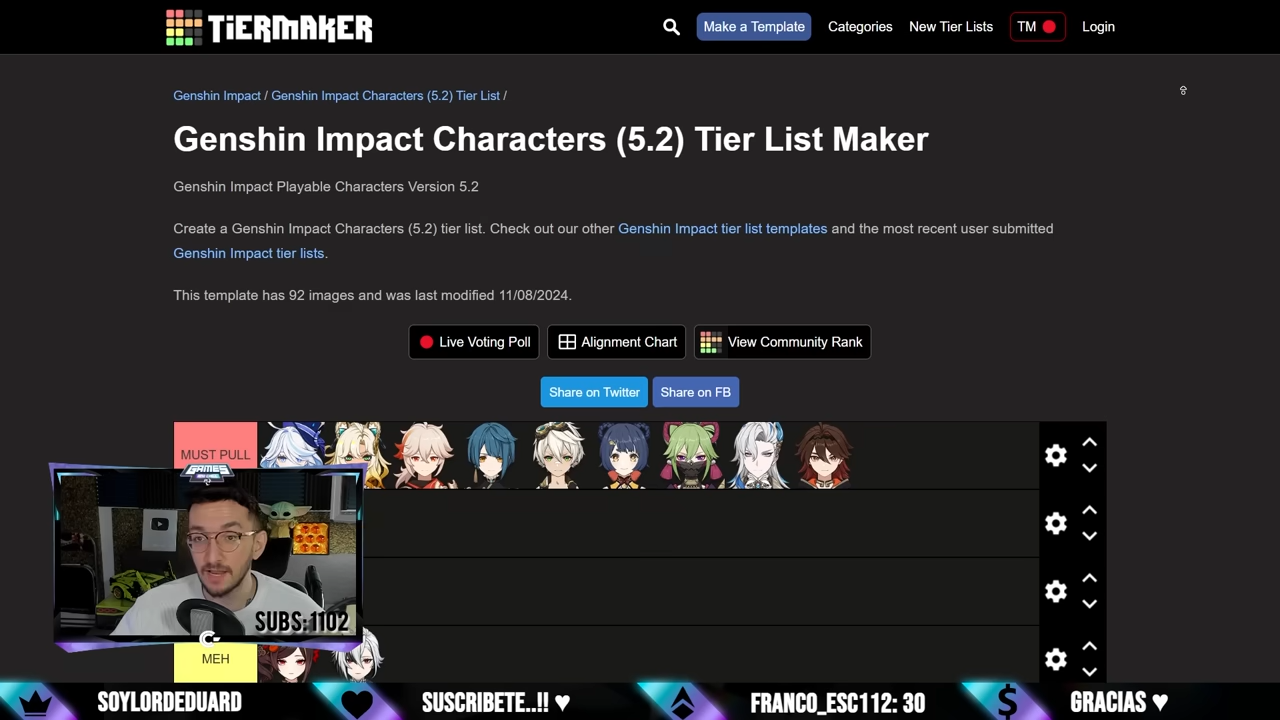 TiERMAKER
Make a Template
Categories
New Tier Lists
TM
Login
Genshin Impact / Genshin Impact Characters (5.2) Tier List /
Genshin Impact Characters (5.2) Tier List Maker
Genshin Impact Playable Characters Version 5.2
Create a Genshin Impact Characters (5.2) tier list. Check out our other Genshin Impact tier list templates and the most recent user submitted
Genshin Impact tier lists.
This template has 92 images and was last modified 11/08/2024.
Live Voting Poll
Alignment Chart
View Community Rank
Share on Twitter
Share on FB
MUST PULL
GAMES
SUBS:1102
MEH
SOYLORDEDUARD
SUSCRIBETE..!! ♥
FRANCO_ESC112: 30
$
GRACIAS ♥